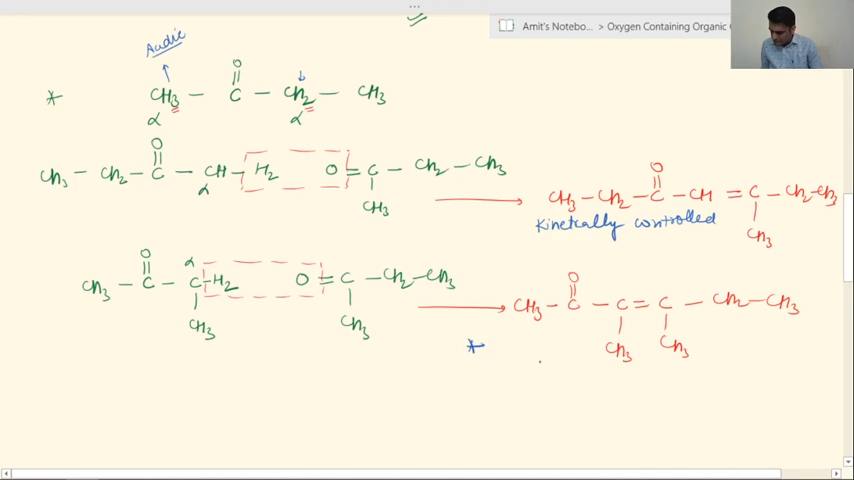 Amit's Notebo... > Oxygen Containing Organic
Acidic
O
CH3 — C — CH2 — CH3
α α
O
CH3 — CH2 — C — CH — H2 O = C — CH2 — CH3
α
CH3
O
CH3 — CH2 — C — CH = C — CH2 — CH3
CH3
Kinetically controlled
O α
CH3 — C — C — H2 O = C — CH2 — CH3
CH3 CH3
O
CH3 — C — C = C — CH2 — CH3
CH3 CH3